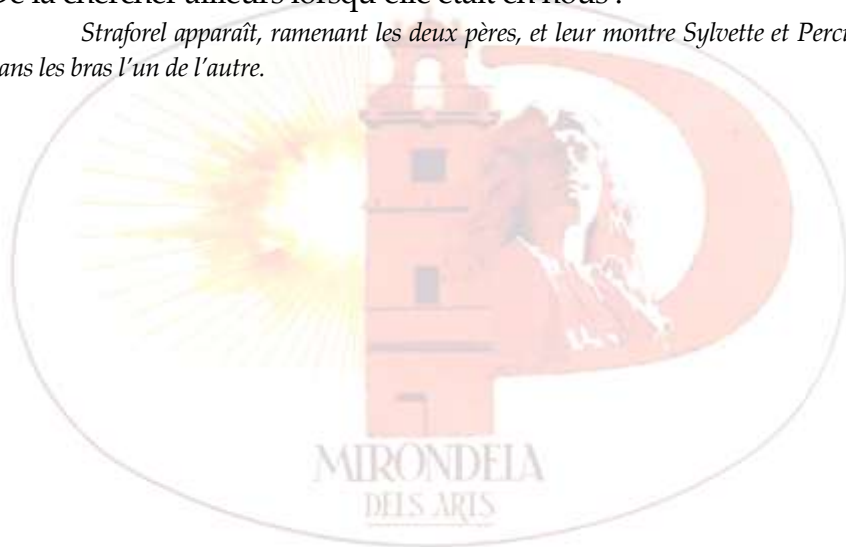 De la chercher ailleurs lorsqu'elle était en nous !
Straforel apparaît, ramenant les deux pères, et leur montre Sylvette et Perci
ans les bras l'un de l'autre.
MIRONDELA
DELS ARTS